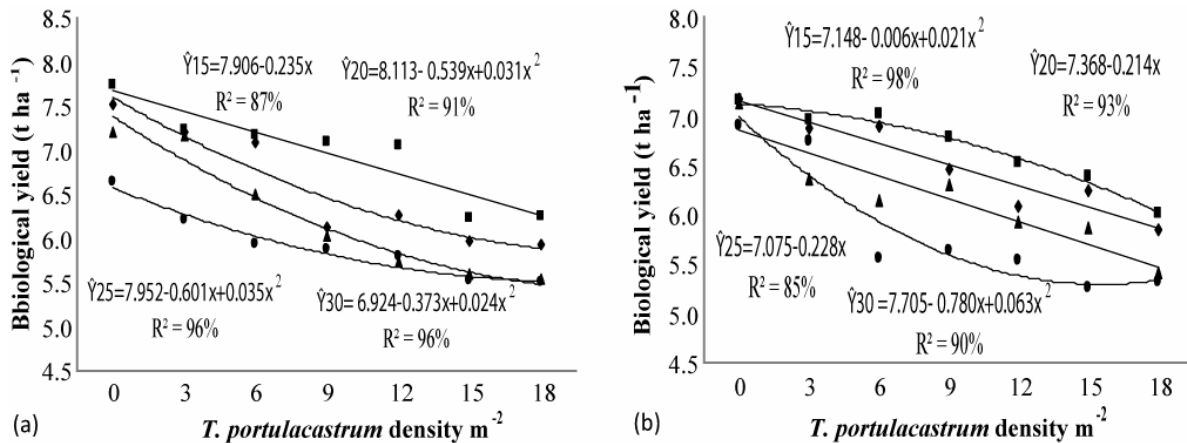 8.5
8.0
7.5
7.0
6.5
6.0
5.5
5.0
4.5
Bbiological yield (t ha ⁻¹)
Ŷ15=7.906-0.235x
R² = 87%
Ŷ20=8.113- 0.539x+0.031x²
R² = 91%
Ŷ25=7.952-0.601x+0.035x²
R² = 96%
Ŷ30= 6.924-0.373x+0.024x²
R² = 96%
0 3 6 9 12 15 18
(a) T. portulacastrum density m⁻²
8.0
7.5
7.0
6.5
6.0
5.5
5.0
4.5
Biological yield (t ha ⁻¹)
Ŷ15=7.148- 0.006x+0.021x²
R² = 98%
Ŷ20=7.368-0.214x
R² = 93%
Ŷ25=7.075-0.228x
R² = 85%
Ŷ30 =7.705- 0.780x+0.063x²
R² = 90%
0 3 6 9 12 15 18
(b) T. portulacastrum density m⁻²